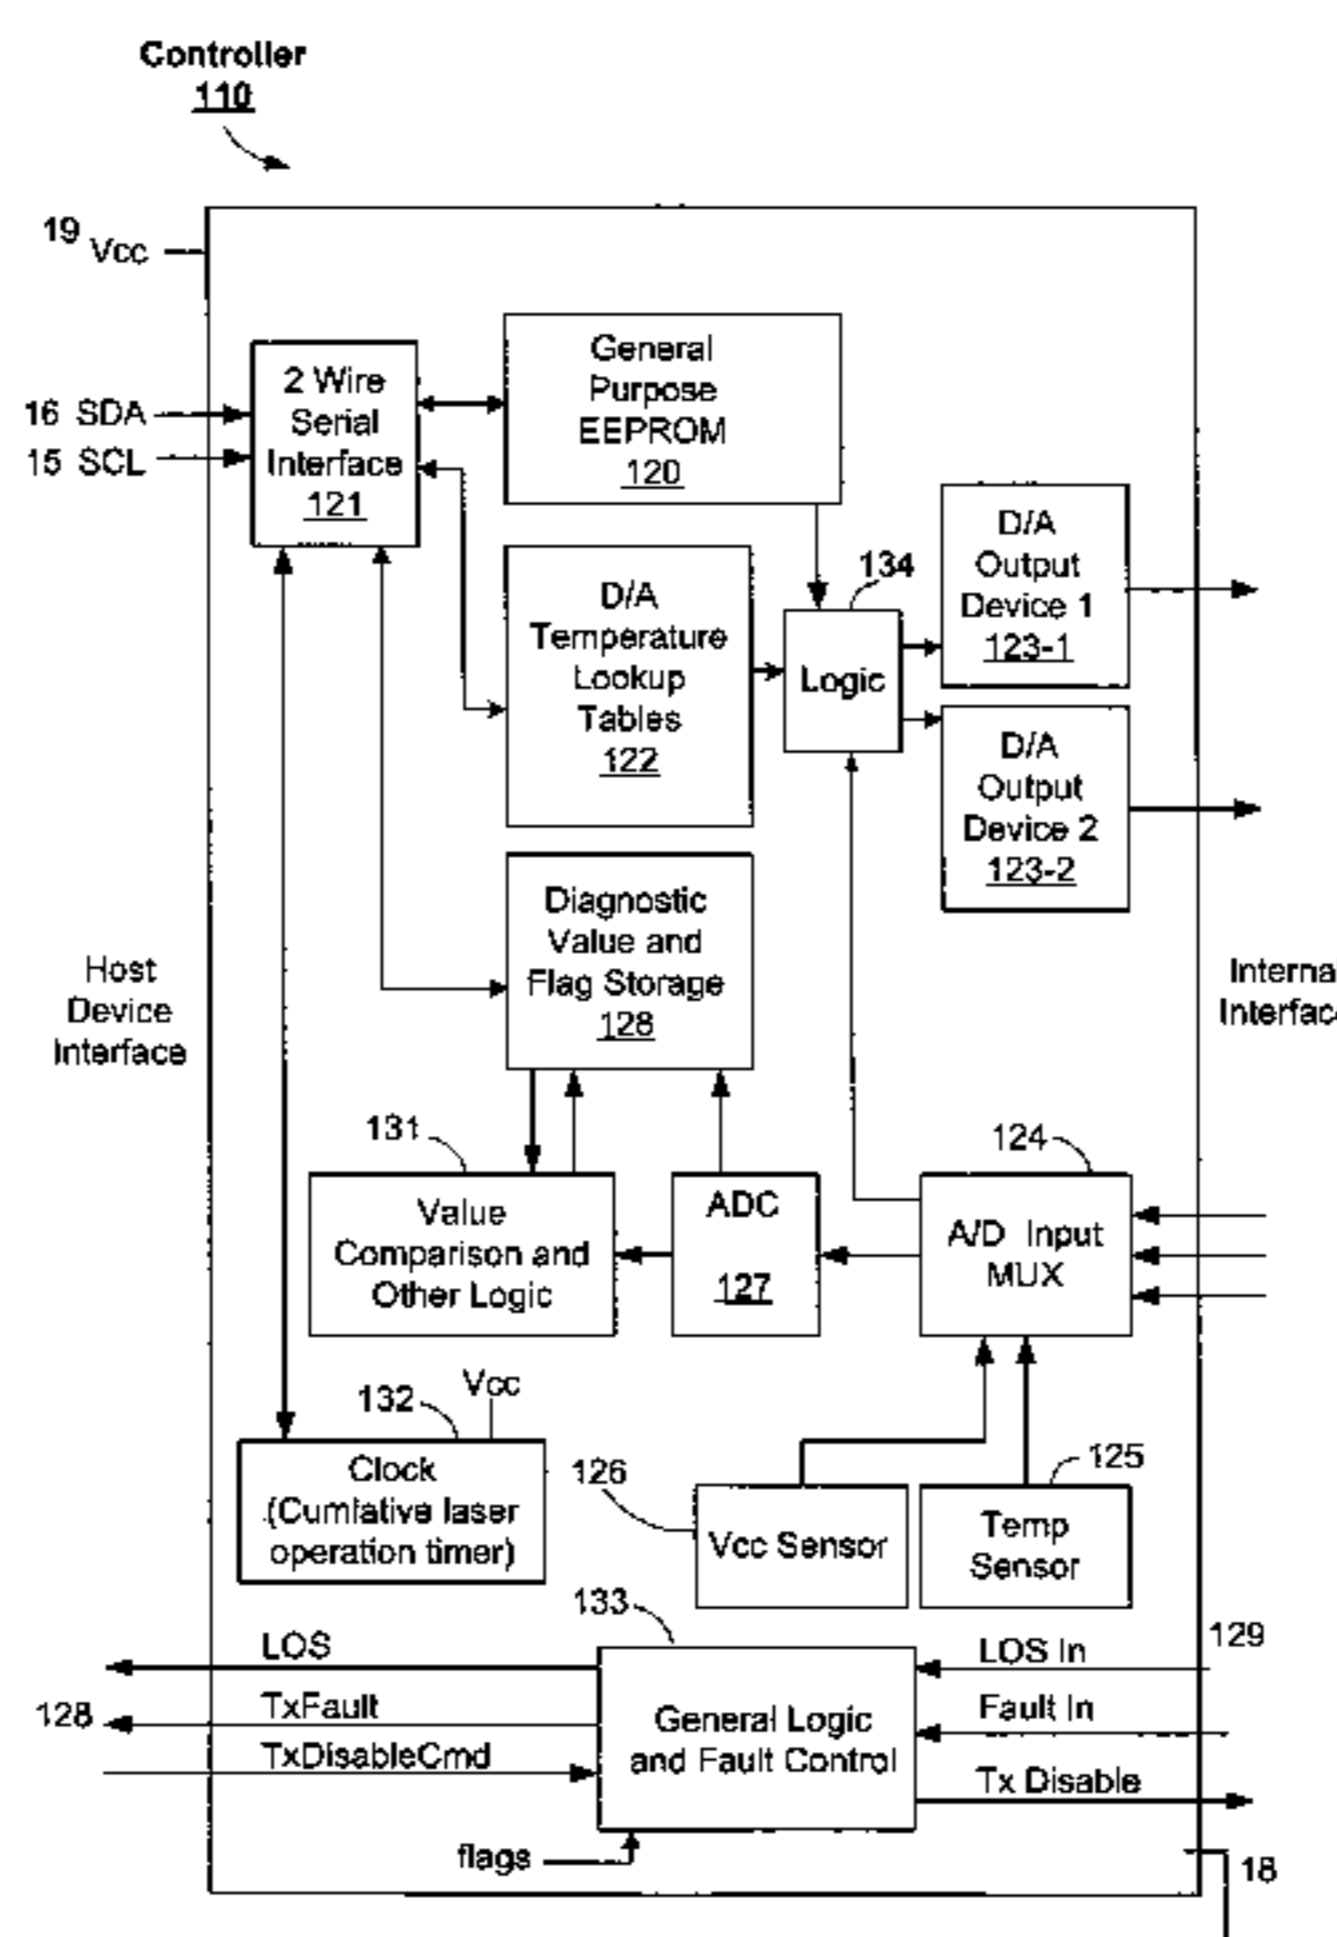 Controller
110
19 Vcc
2 Wire
Serial
Interface
121
16 SDA
15 SCL
General
Purpose
EEPROM
120
D/A
Temperature
Lookup
Tables
122
134
Logic
D/A
Output
Device 1
123-1
D/A
Output
Device 2
123-2
Diagnostic
Value and
Flag Storage
128
Host
Device
Interface
Interna
Interfac
131
Value
Comparison and
Other Logic
ADC
127
124
A/D Input
MUX
132
Vcc
Clock
(Cumlative laser
operation timer)
126
Vcc Sensor
125
Temp
Sensor
133
General Logic
and Fault Control
LOS
TxFault
TxDisableCmd
128
flags
LOS In
129
Fault In
Tx Disable
18